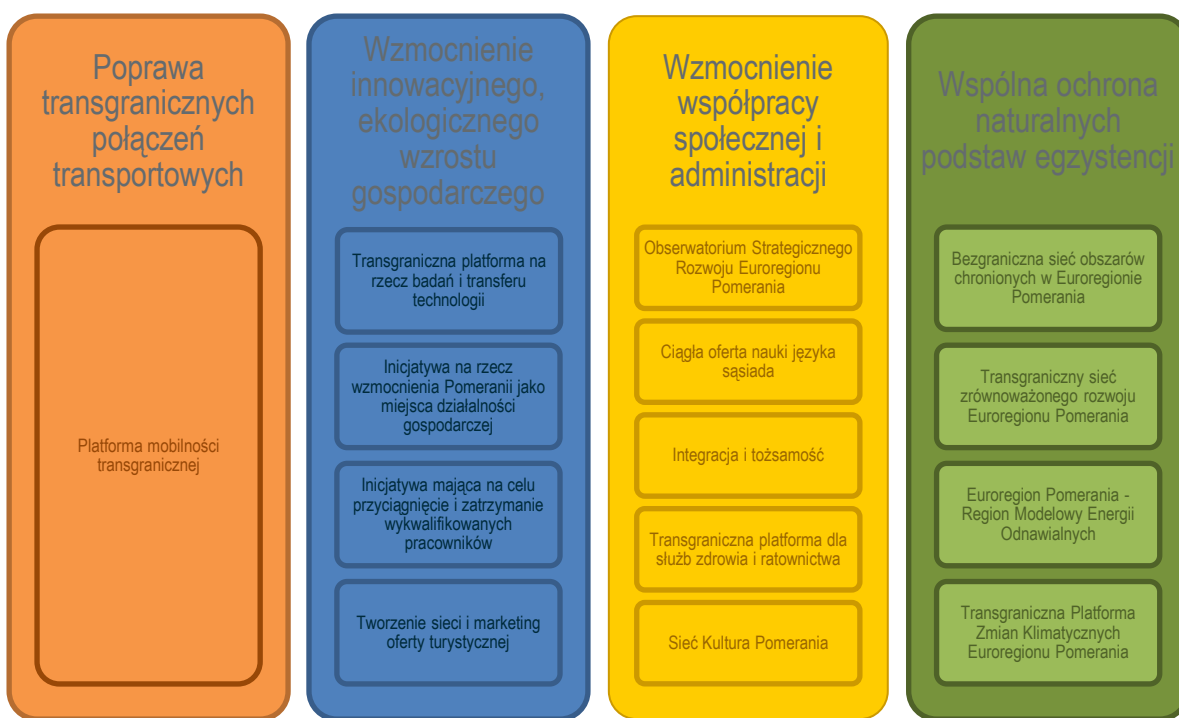 Poprawa
transgranicznych
połączeń
transportowych
Platforma mobilności
transgranicznej
Wzmocnienie
innowacyjnego,
ekologicznego
wzrostu
gospodarczego
Transgraniczna platforma na
rzecz badań i transferu
technologii
Inicjatywa na rzecz
wzmocnienia Pomeranii jako
miejsca działalności
gospodarczej
Inicjatywa mająca na celu
przyciągnięcie i zatrzymanie
wykwalifikowanych
pracowników
Tworzenie sieci i marketing
oferty turystycznej
Wzmocnienie
współpracy
społecznej i
administracji
Obserwatorium Strategicznego
Rozwoju Euroregionu
Pomerania
Ciągła oferta nauki języka
sąsiada
Integracja i tożsamość
Transgraniczna platforma dla
służb zdrowia i ratownictwa
Sieć Kultura Pomerania
Wspólna ochrona
naturalnych
podstaw egzystencji
Bezgraniczna sieć obszarów
chronionych w Euroregionie
Pomerania
Transgraniczny sieć
zrównoważonego rozwoju
Euroregionu Pomerania
Euroregion Pomerania -
Region Modelowy Energii
Odnawialnych
Transgraniczna Platforma
Zmian Klimatycznych
Euroregionu Pomerania